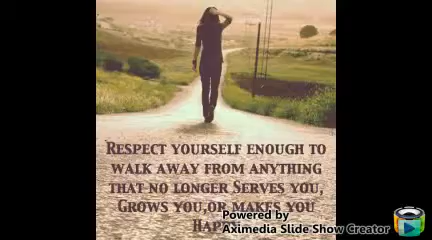 Respect yourself enough to
walk away from anything
that no longer Serves you,
Grows you,or makes you
Powered by
Aximedia Slide Show Creator